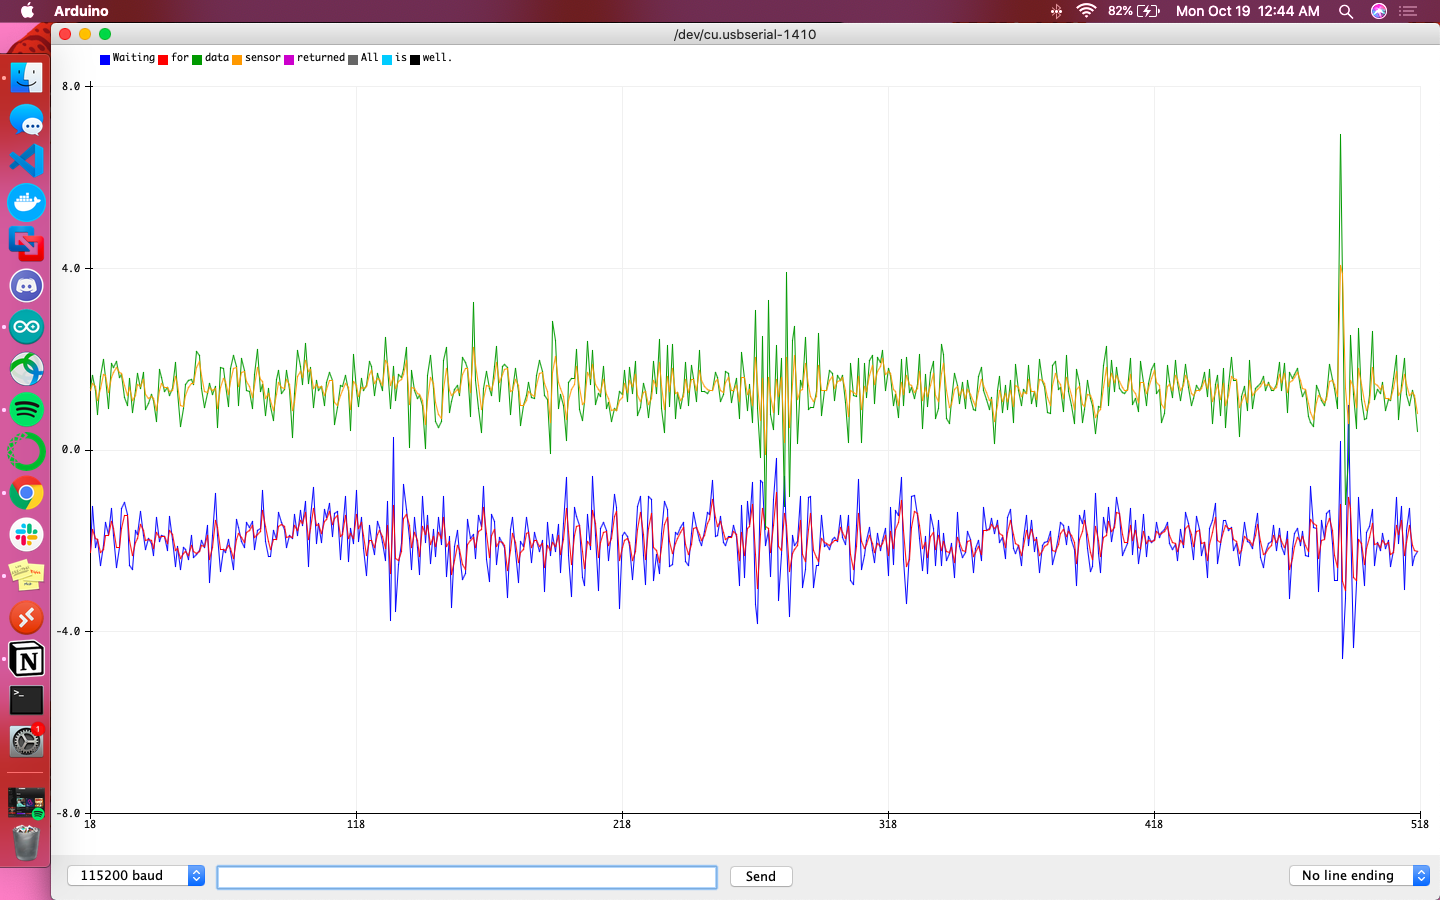 Arduino 82% Mon Oct 19 12:44 AM
/dev/cu.usbserial-1410
Waiting for data sensor returned All is well.
8.0
4.0
0.0
-4.0
-8.0
18 118 218 318 418 518
115200 baud Send No line ending
N
>_
1